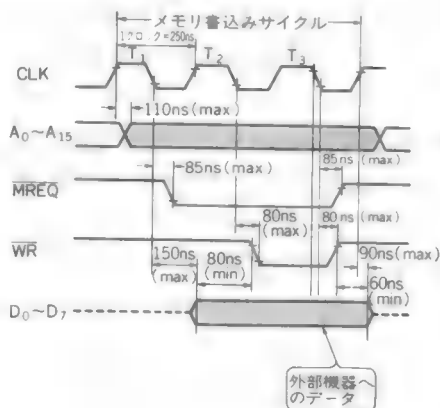 メモリ書込みサイクル
1クロック=250ns
T1 T2 T3
CLK
110ns(max)
A0~A15
85ns(max)
85ns(max)
MREQ
80ns(max)
80ns(max)
WR
150ns(max)
80ns(min)
90ns(max)
60ns(min)
D0~D7
外部機器へ
のデータ